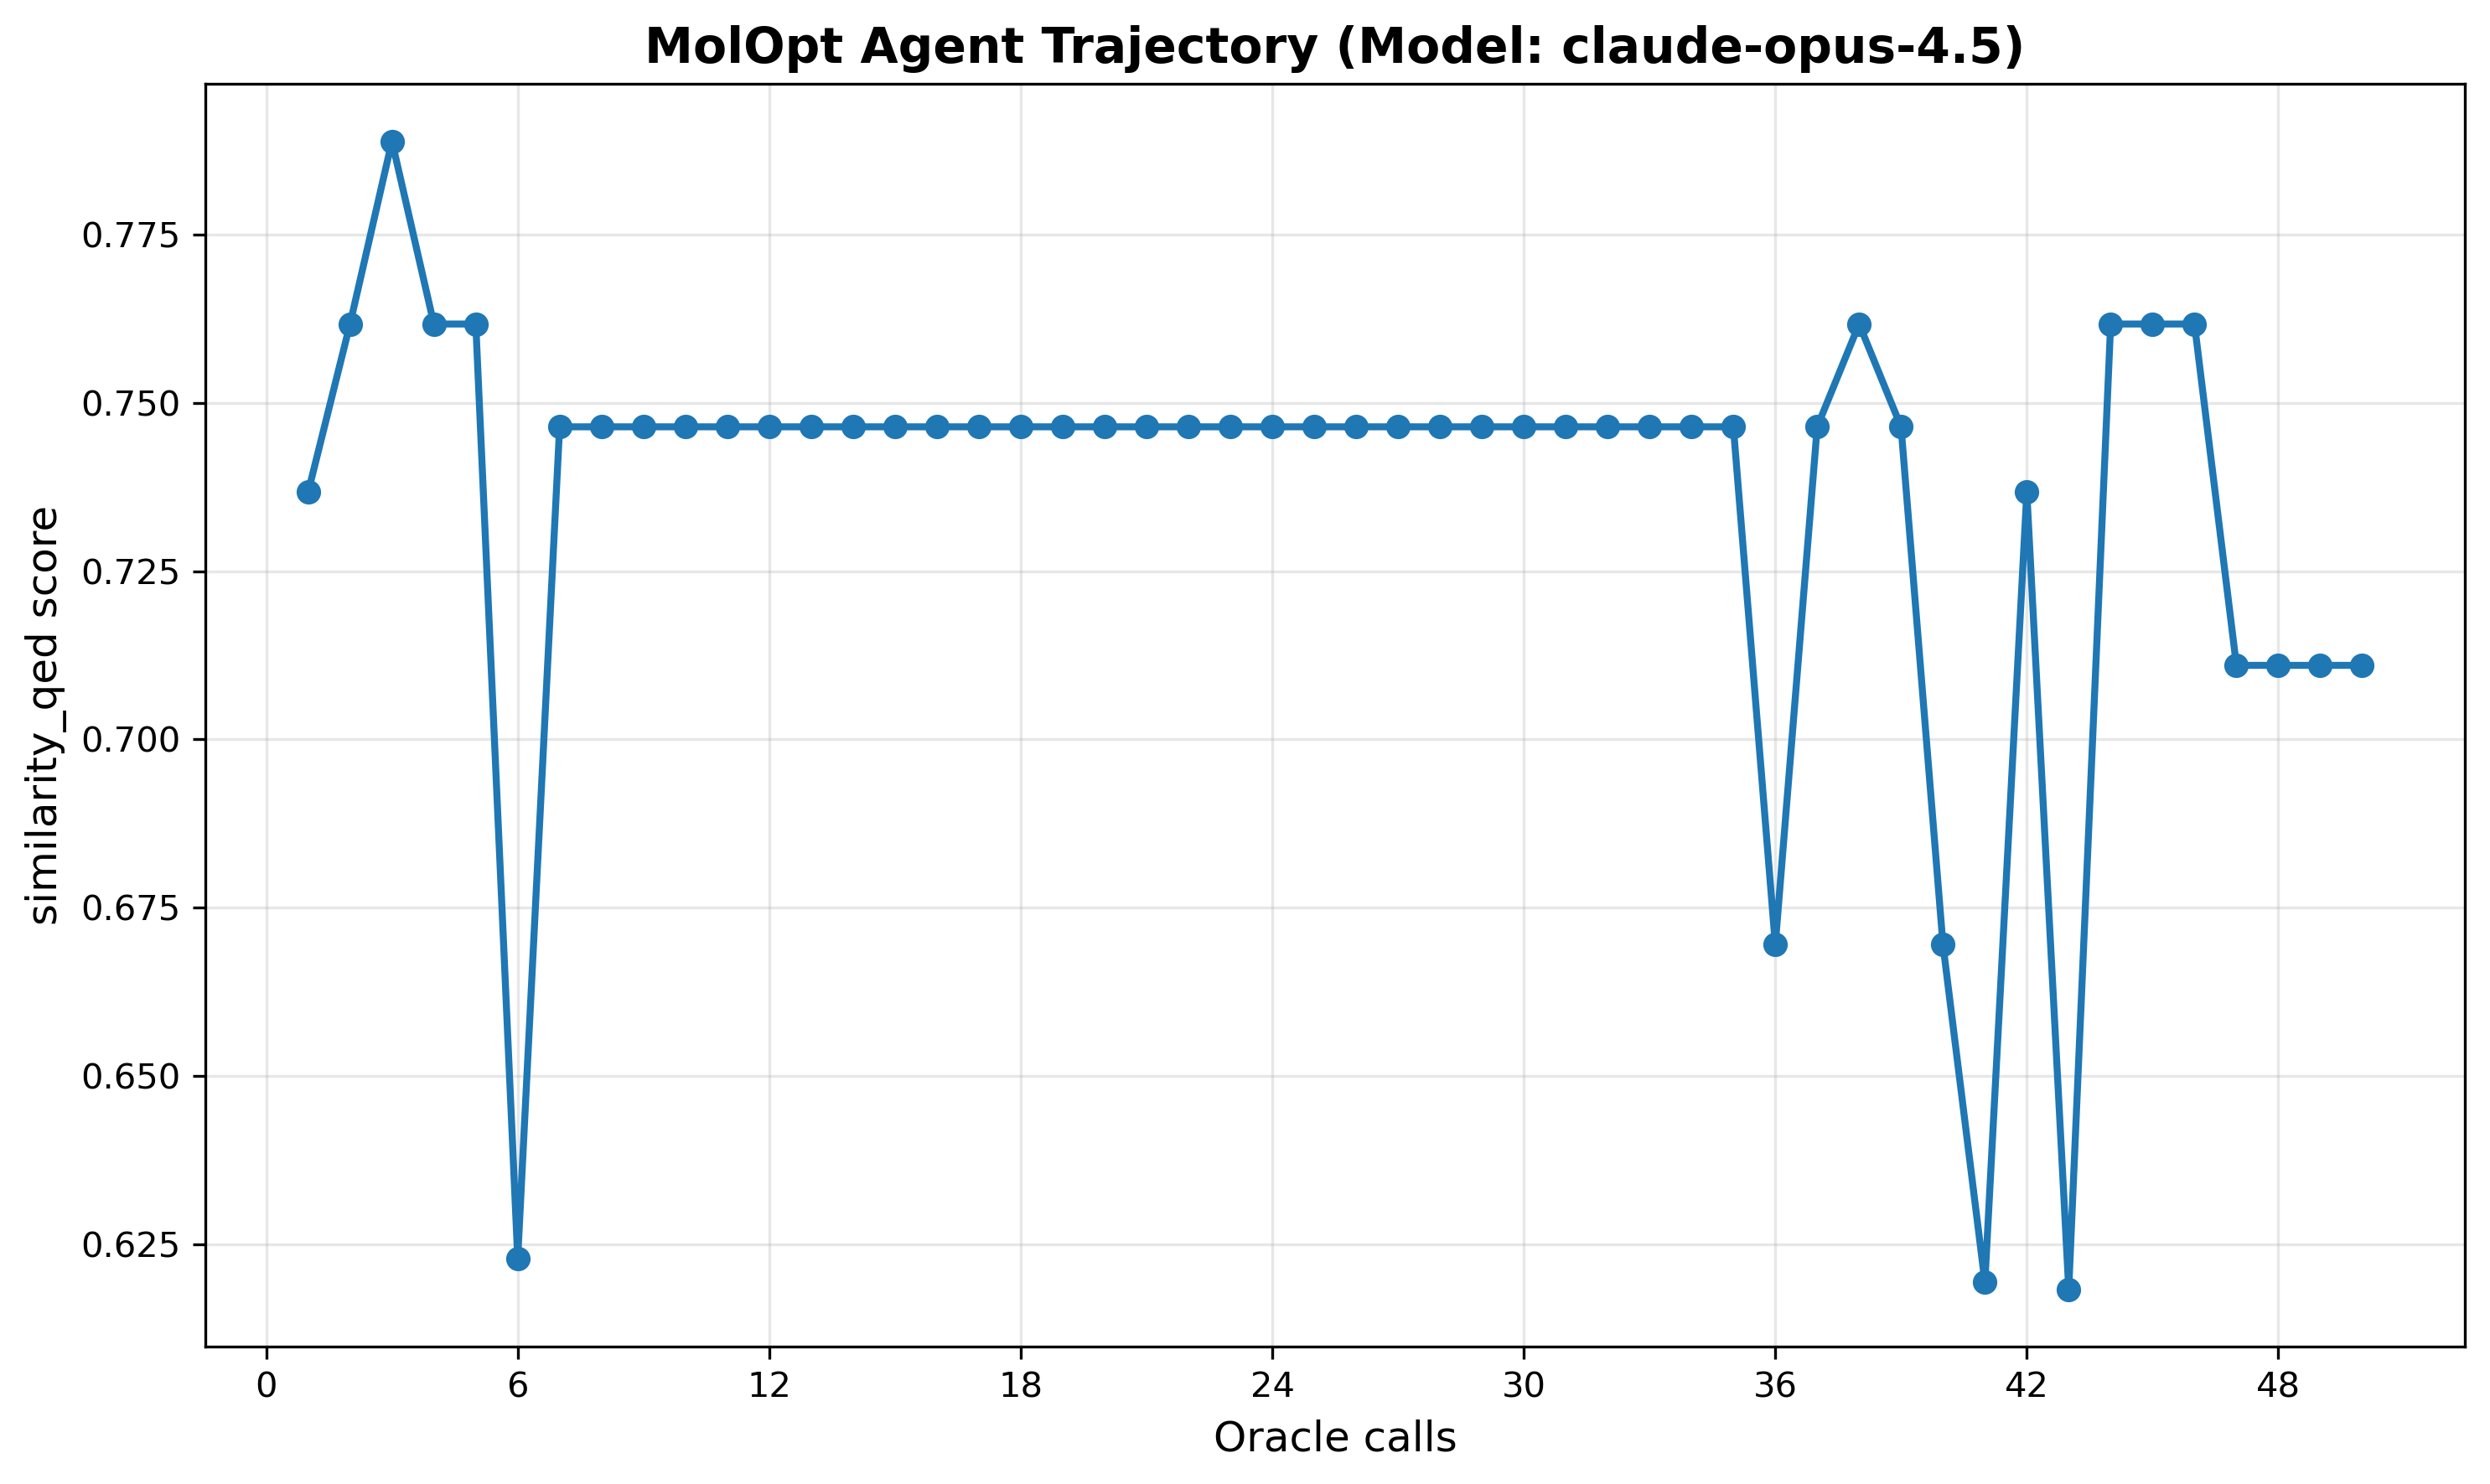 MolOpt Agent Trajectory (Model: claude-opus-4.5)
similarity_qed score
0.775
0.750
0.725
0.700
0.675
0.650
0.625
0 6 12 18 24 30 36 42 48
Oracle calls